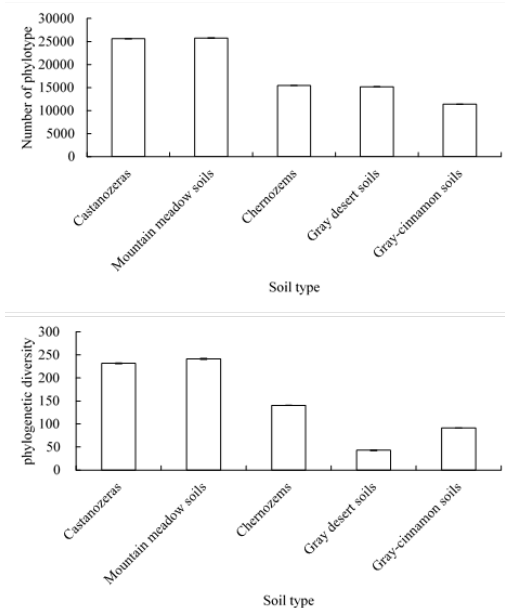 Number of phylotype
30000
25000
20000
15000
10000
5000
0
Castanozeras
Mountain meadow soils
Chernozems
Gray desert soils
Gray-cinnamon soils
Soil type
phylogenetic diversity
300
250
200
150
100
50
0
Castanozeras
Mountain meadow soils
Chernozems
Gray desert soils
Gray-cinnamon soils
Soil type